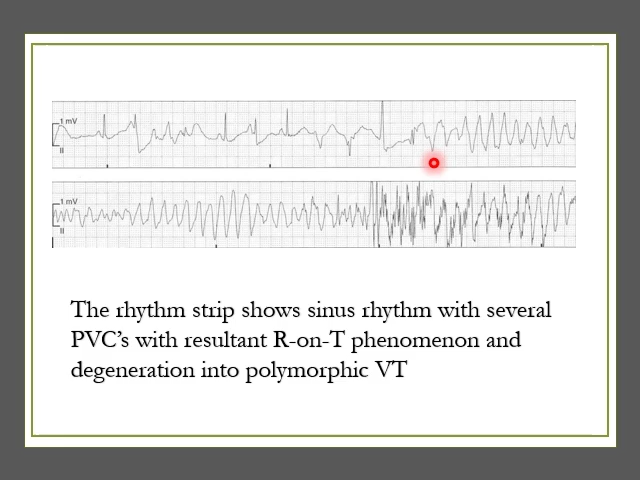 1 mV
II
1 mV
II
The rhythm strip shows sinus rhythm with several
PVC’s with resultant R-on-T phenomenon and
degeneration into polymorphic VT